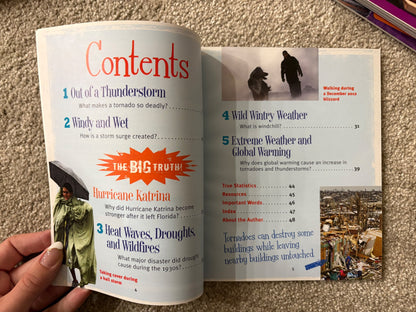 Contents
1 Out of a Thunderstorm
What makes a tornado so deadly?
2 Windy and Wet
How is a storm surge created?
THE BIG TRUTH!
Hurricane Katrina
Why did Hurricane Katrina become
stronger after it left Florida?
3 Heat Waves, Droughts,
and Wildfires
What major disaster did drought
cause during the 1930s?
Taking cover during
a hail storm
4
Walking during
a December 2012
blizzard
4 Wild Wintry Weather
What is windchill? 31
5 Extreme Weather and
Global Warming
Why does global warming cause an increase in
tornadoes and thunderstorms? 39
True Statistics 44
Resources 45
Important Words 46
Index 47
About the Author 48
Tornadoes can destroy some
buildings while leaving
nearby buildings untouched.
5